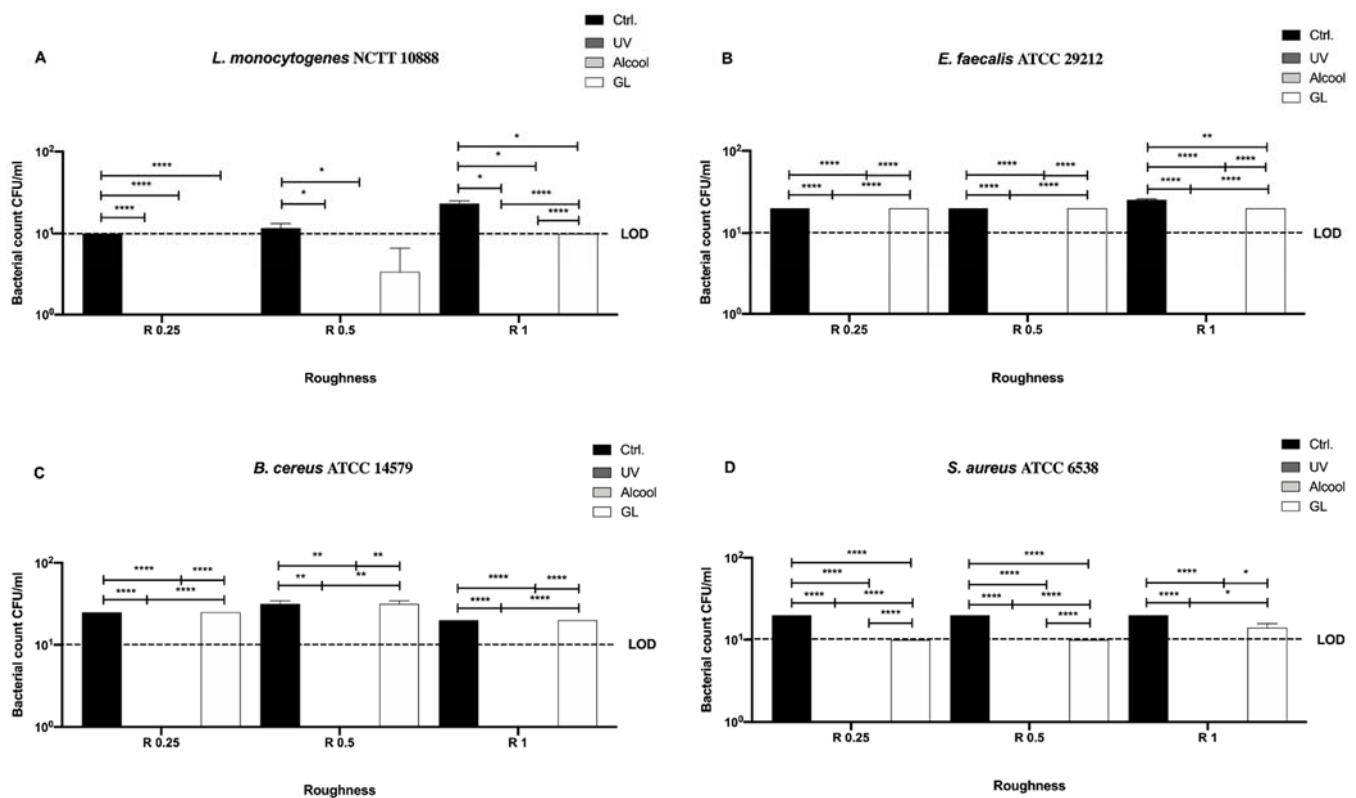 A
L. monocytogenes NCTT 10888
Ctrl.
UV
Alcool
GL
Bacterial count CFU/ml
10²
10¹
10⁰
****
****
****
*
*
*
*
*
****
****
LOD
R 0.25
R 0.5
R 1
Roughness
B
E. faecalis ATCC 29212
Ctrl.
UV
Alcool
GL
Bacterial count CFU/ml
10²
10¹
10⁰
**** ****
**** ****
**** ****
**** ****
**
**** ****
**** ****
LOD
R 0.25
R 0.5
R 1
Roughness
C
B. cereus ATCC 14579
Ctrl.
UV
Alcool
GL
Bacterial count CFU/ml
10²
10¹
10⁰
**** ****
**** ****
** **
** **
**** ****
**** ****
LOD
R 0.25
R 0.5
R 1
Roughness
D
S. aureus ATCC 6538
Ctrl.
UV
Alcool
GL
Bacterial count CFU/ml
10²
10¹
10⁰
****
****
**** ****
****
****
****
**** ****
****
**** *
**** *
LOD
R 0.25
R 0.5
R 1
Roughness